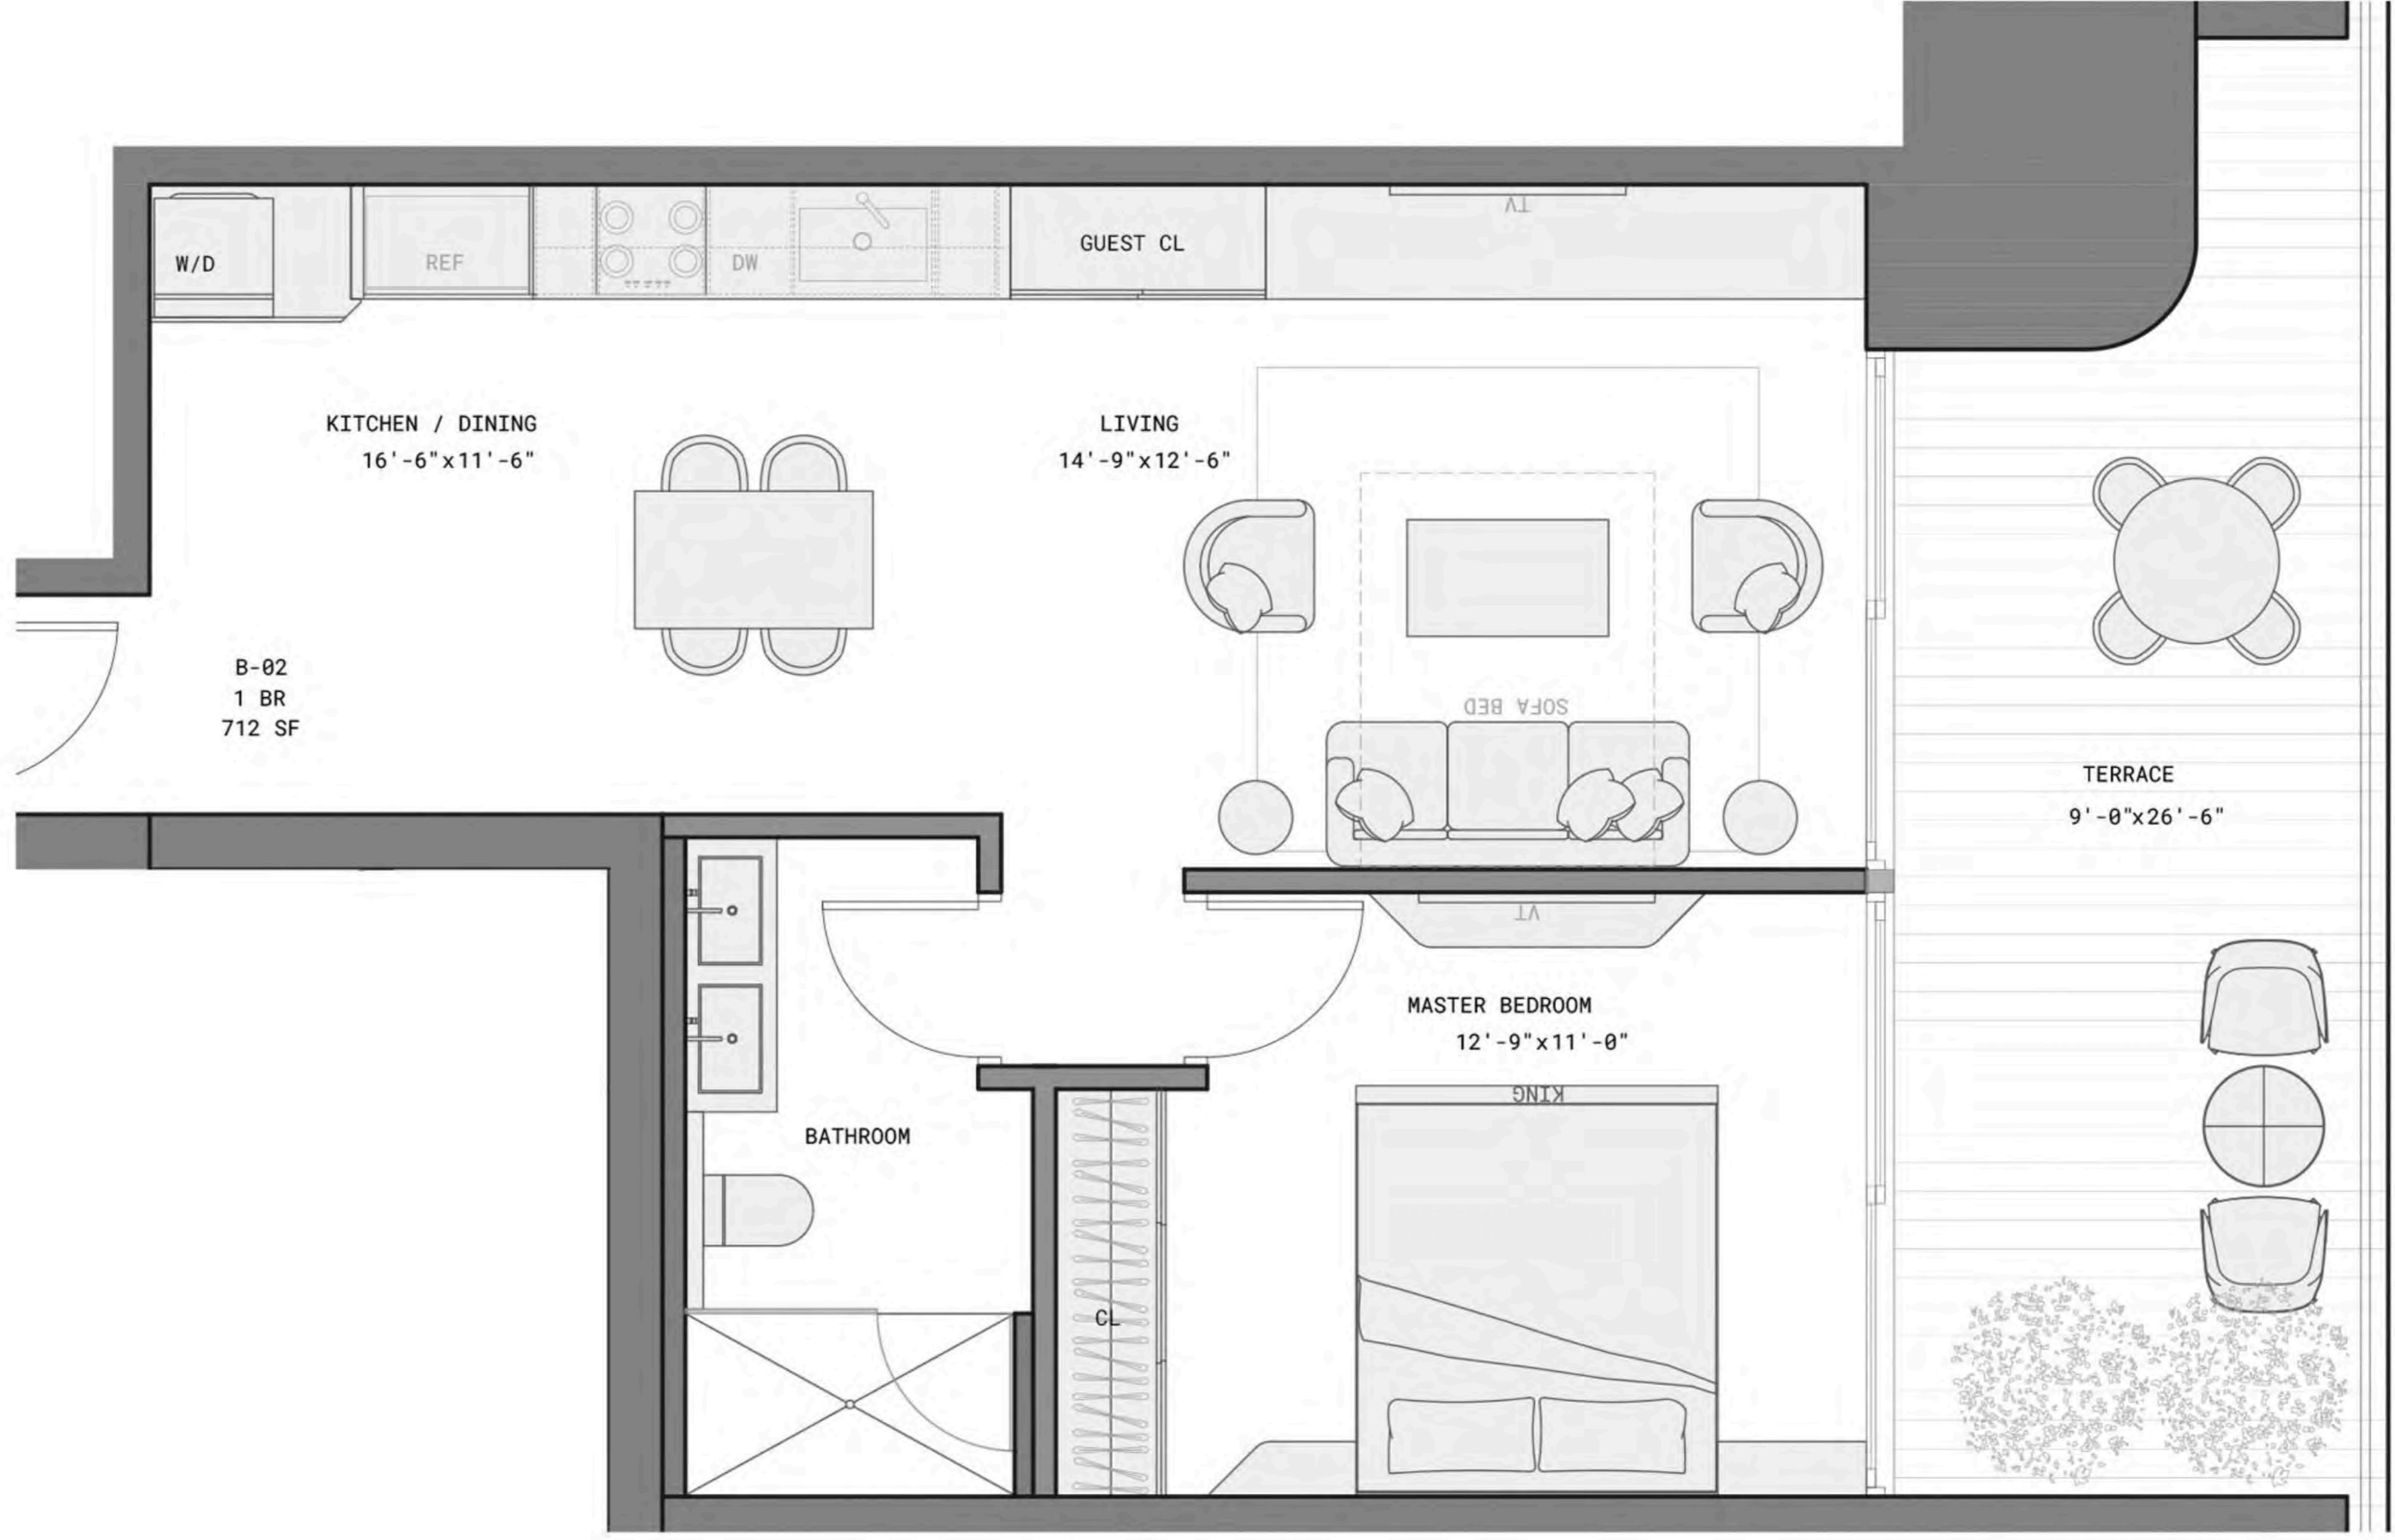 W/D
REF
DW
GUEST CL
TV
KITCHEN / DINING
16'-6"x11'-6"
LIVING
14'-9"x12'-6"
B-02
1 BR
712 SF
SOFA BED
TERRACE
9'-0"x26'-6"
TV
MASTER BEDROOM
12'-9"x11'-0"
KING
BATHROOM
CL